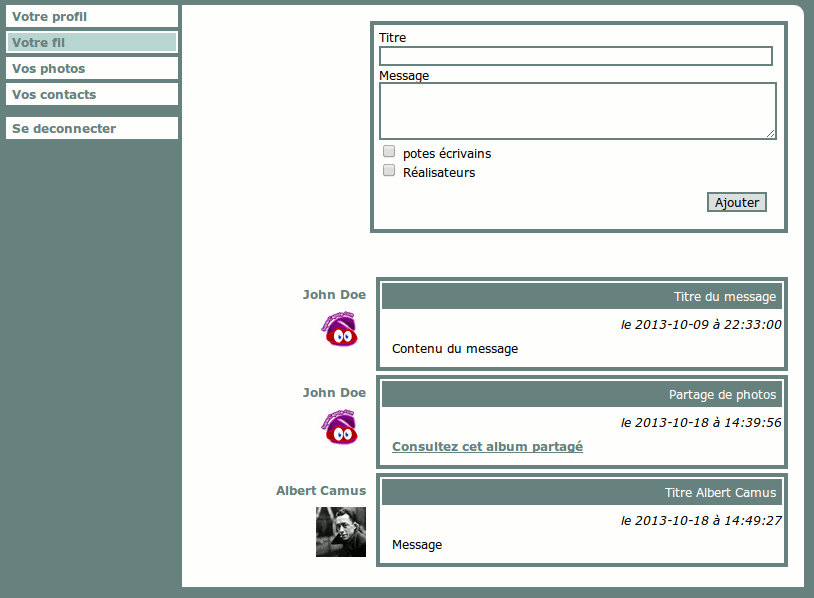 Votre profil
Votre fil
Vos photos
Vos contacts
Se deconnecter
Titre
Message
potes écrivains
Réalisateurs
Ajouter
John Doe
Titre du message
le 2013-10-09 à 22:33:00
Contenu du message
John Doe
Partage de photos
le 2013-10-18 à 14:39:56
Consultez cet album partagé
Albert Camus
Titre Albert Camus
le 2013-10-18 à 14:49:27
Message